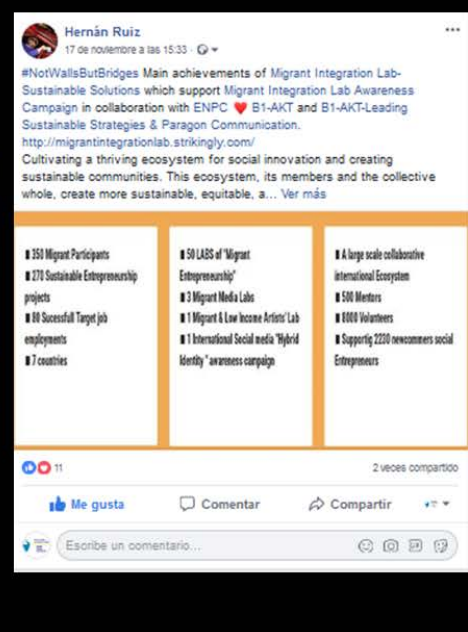 Hernán Ruiz
17 de noviembre a las 15:33
#NotWallsButBridges Main achievements of Migrant Integration Lab-
Sustainable Solutions which support Migrant Integration Lab Awareness
Campaign in collaboration with ENPC ❤ B1-AKT and B1-AKT-Leading
Sustainable Strategies & Paragon Communication.
http://migrantintegrationlab.strikingly.com/
Cultivating a thriving ecosystem for social innovation and creating
sustainable communities. This ecosystem, its members and the collective
whole, create more sustainable, equitable, a... Ver más
350 Migrant Participants
270 Sustainable Entrepreneurship
projects
80 Sucessfull Target job
employments
7 countries
50 LABS of "Migrant
Entrepreneurship"
3 Migrant Media Labs
1 Migrant & Low Income Artists' Lab
1 International Social media "Hybrid
Identity " awareness campaign
A large scale collaborative
international Ecosystem
500 Mentors
8000 Volunteers
Supportig 2230 newcommers social
Entrepreneurs
11
2 veces compartido
Me gusta
Comentar
Compartir
Escribe un comentario...